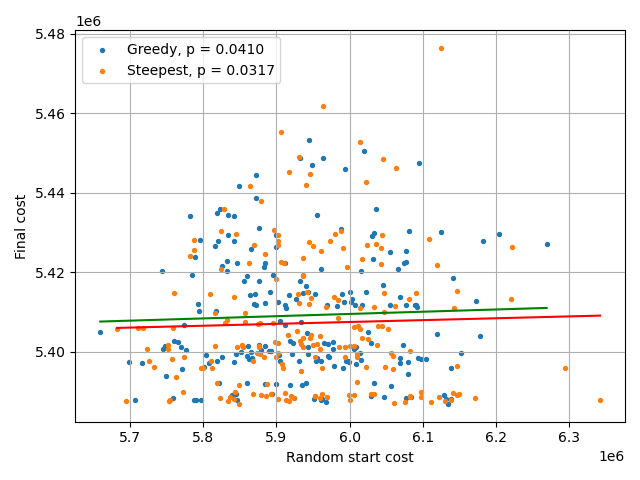 1e6
5.48
5.46
5.44
5.42
5.40
Final cost
Greedy, p = 0.0410
Steepest, p = 0.0317
5.7 5.8 5.9 6.0 6.1 6.2 6.3
Random start cost
1e6